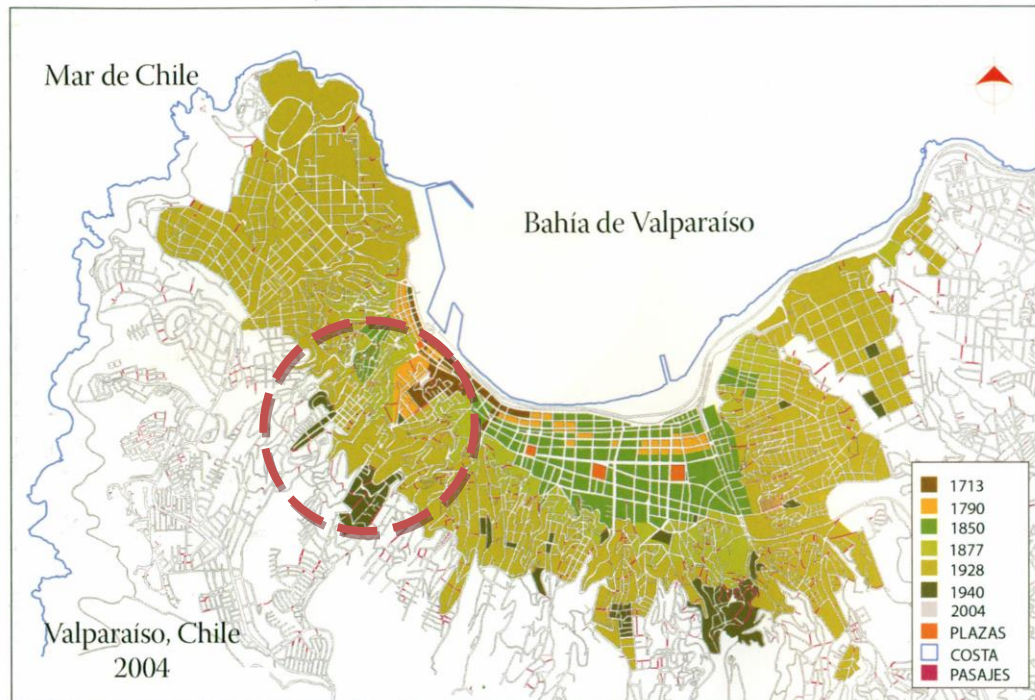 Mar de Chile
Bahía de Valparaíso
Valparaíso, Chile
2004
1713
1790
1850
1877
1928
1940
2004
PLAZAS
COSTA
PASAJES